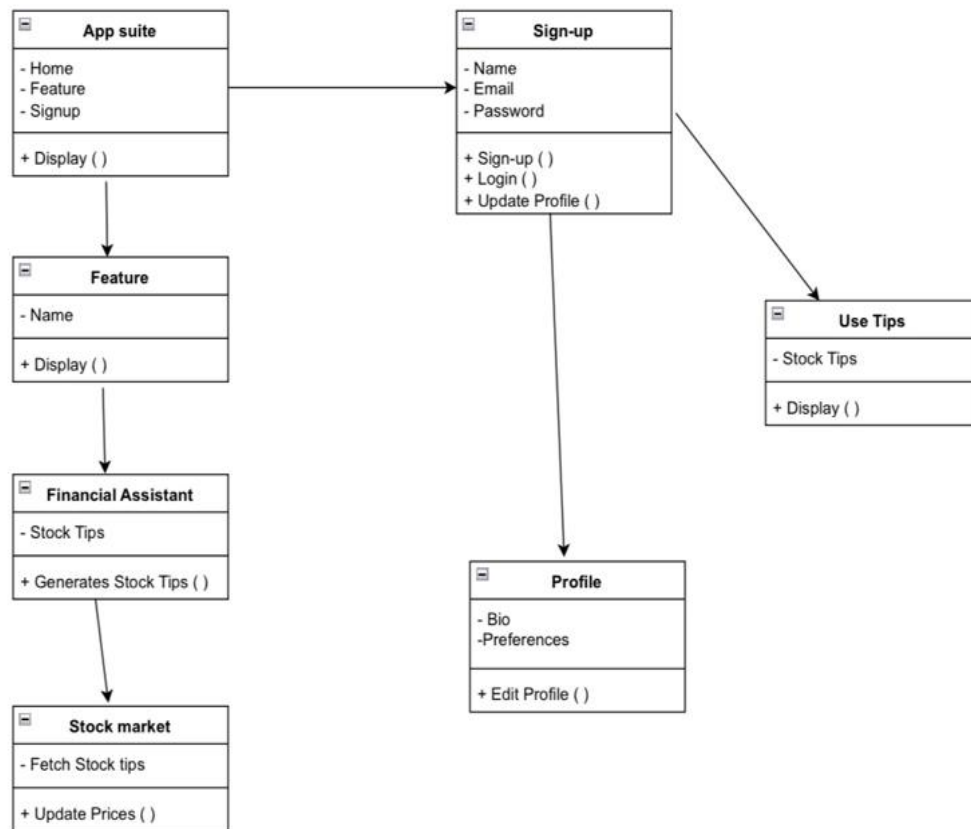 App suite
- Home
- Feature
- Signup
+ Display ( )
Sign-up
- Name
- Email
- Password
+ Sign-up ( )
+ Login ( )
+ Update Profile ( )
Feature
- Name
+ Display ( )
Use Tips
- Stock Tips
+ Display ( )
Financial Assistant
- Stock Tips
+ Generates Stock Tips ( )
Profile
- Bio
-Preferences
+ Edit Profile ( )
Stock market
- Fetch Stock tips
+ Update Prices ( )